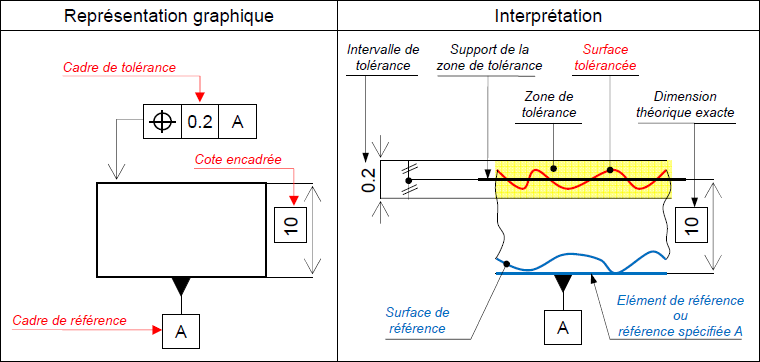 Représentation graphique
Interprétation
Cadre de tolérance
0.2 A
Cote encadrée
10
Cadre de référence
A
Intervalle de
tolérance
Support de la
zone de tolérance
Surface
tolérancée
Zone de
tolérance
Dimension
théorique exacte
0.2
10
Surface de
référence
A
Elément de référence
ou
référence spécifiée A